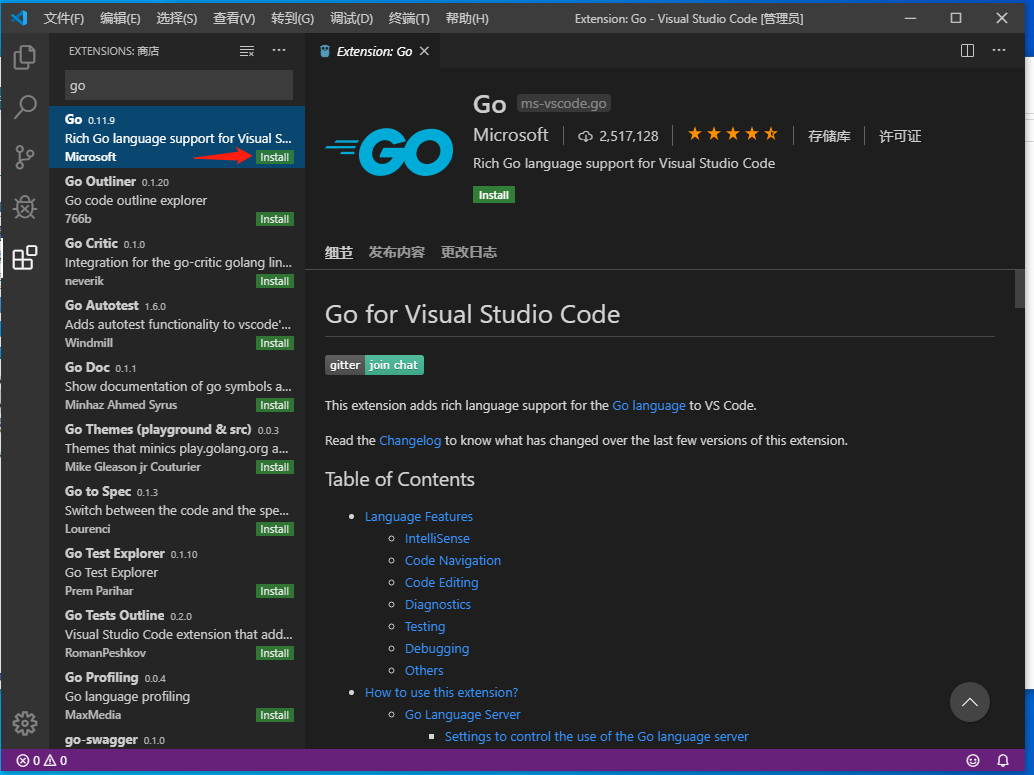 文件(F) 编辑(E) 选择(S) 查看(V) 转到(G) 调试(D) 终端(T) 帮助(H) Extension: Go - Visual Studio Code [管理员]
EXTENSIONS: 商店
Extension: Go
go
Go 0.11.9
Rich Go language support for Visual S...
Microsoft Install
Go Outliner 0.1.20
Go code outline explorer
766b Install
Go Critic 0.1.0
Integration for the go-critic golang lin...
neverik Install
Go Autotest 1.6.0
Adds autotest functionality to vscode'...
Windmill Install
Go Doc 0.1.1
Show documentation of go symbols a...
Minhaz Ahmed Syrus Install
Go Themes (playground & src) 0.0.3
Themes that minics play.golang.org a...
Mike Gleason jr Couturier Install
Go to Spec 0.1.3
Switch between the code and the spe...
Lourenci Install
Go Test Explorer 0.1.10
Go Test Explorer
Prem Parihar Install
Go Tests Outline 0.2.0
Visual Studio Code extension that add...
RomanPeshkov Install
Go Profiling 0.0.4
Go language profiling
MaxMedia Install
go-swagger 0.1.0
GO
Go ms-vscode.go
Microsoft 2,517,128 存储库 许可证
Rich Go language support for Visual Studio Code
Install
细节 发布内容 更改日志
Go for Visual Studio Code
gitter join chat
This extension adds rich language support for the Go language to VS Code.
Read the Changelog to know what has changed over the last few versions of this extension.
Table of Contents
Language Features
IntelliSense
Code Navigation
Code Editing
Diagnostics
Testing
Debugging
Others
How to use this extension?
Go Language Server
Settings to control the use of the Go language server
0 0